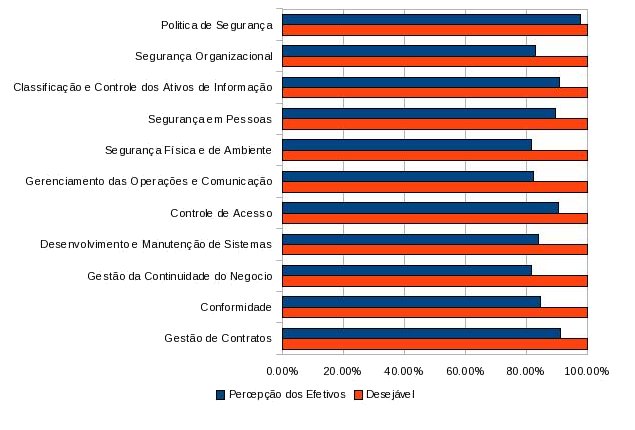 Politica de Segurança
Segurança Organizacional
Classificação e Controle dos Ativos de Informação
Segurança em Pessoas
Segurança Física e de Ambiente
Gerenciamento das Operações e Comunicação
Controle de Acesso
Desenvolvimento e Manutenção de Sistemas
Gestão da Continuidade do Negocio
Conformidade
Gestão de Contratos
0.00% 20.00% 40.00% 60.00% 80.00% 100.00%
Percepção dos Efetivos Desejável